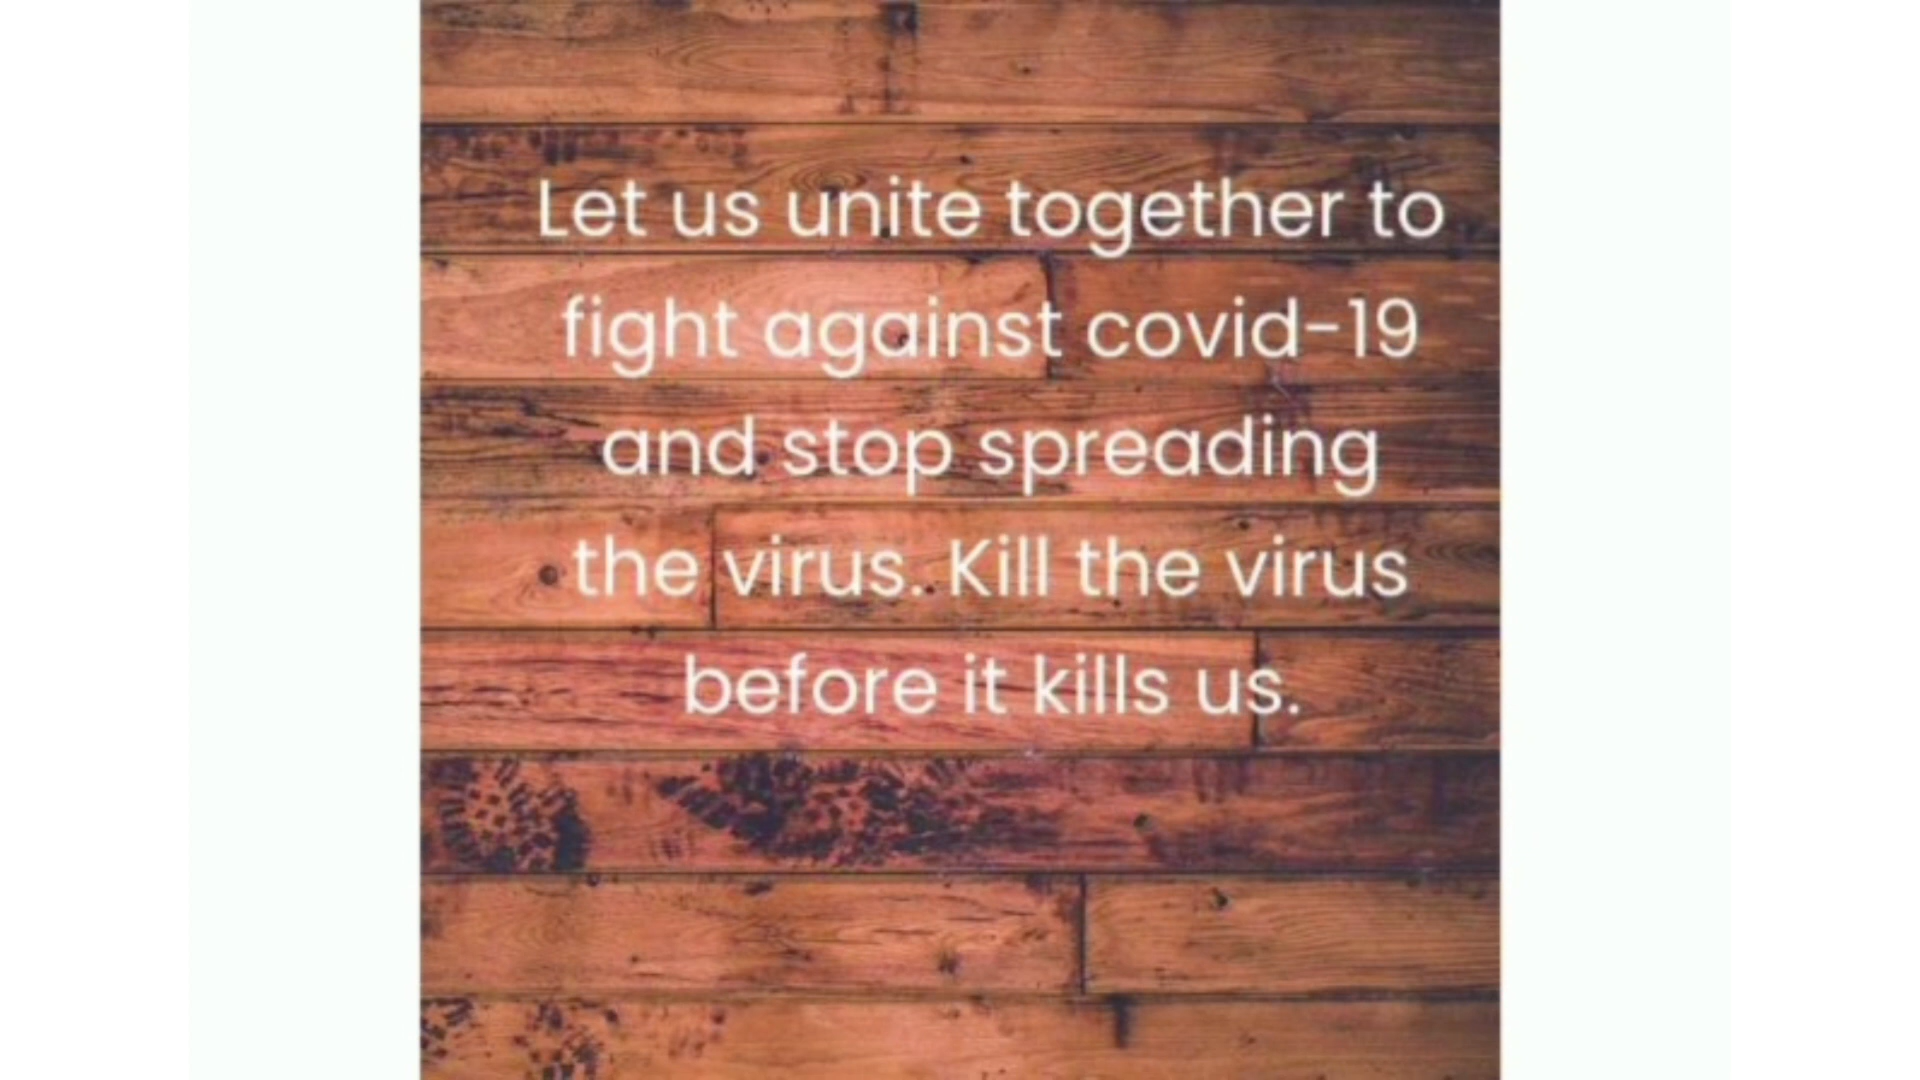 Let us unite together to
fight against covid-19
and stop spreading
the virus. Kill the virus
before it kills us.